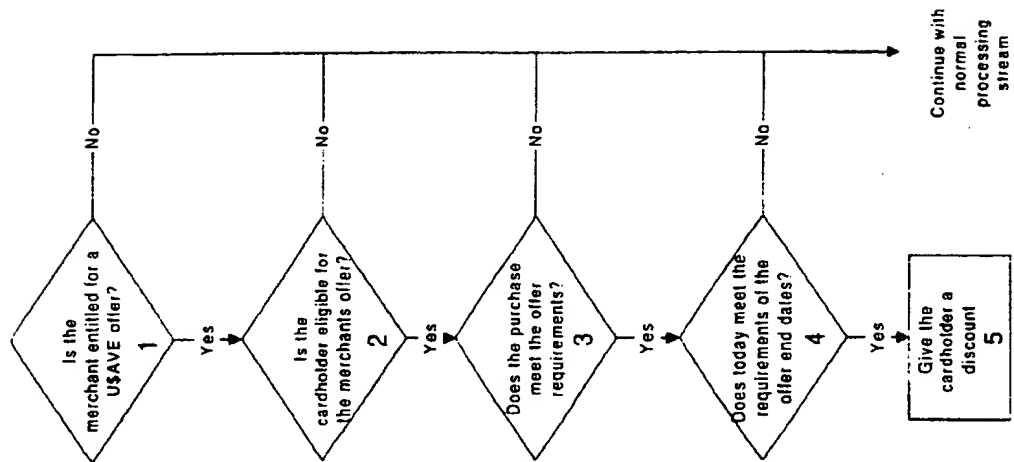 Is the
merchant entitled for a
U$AVE offer?
1
No
Yes
Is the
cardholder eligible for
the merchants offer?
2
No
Yes
Does the purchase
meet the offer
requirements?
3
No
Yes
Does today meet the
requirements of the
offer end dates?
4
No
Yes
Give the
cardholder a
discount
5
Continue with
normal
processing
stream